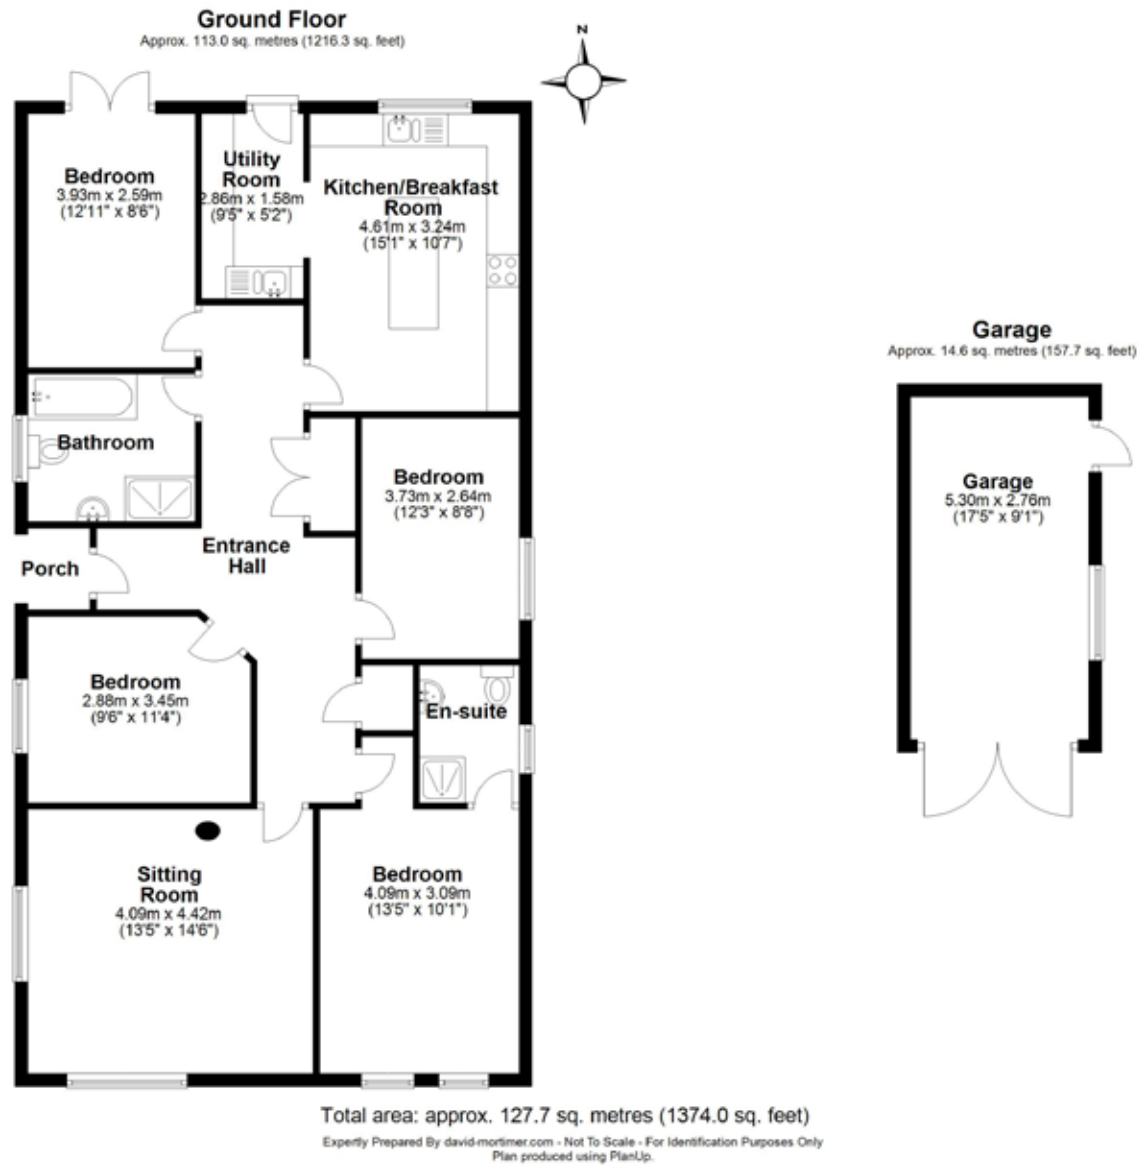 Ground Floor
Approx. 113.0 sq. metres (1216.3 sq. feet)
N
Bedroom
3.93m x 2.59m
(12'11" x 8'6")
Utility
Room
2.86m x 1.58m
(9'5" x 5'2")
Kitchen/Breakfast
Room
4.61m x 3.24m
(15'1" x 10'7")
Garage
Approx. 14.6 sq. metres (157.7 sq. feet)
Bathroom
Bedroom
3.73m x 2.64m
(12'3" x 8'8")
Garage
5.30m x 2.76m
(17'5" x 9'1")
Entrance
Hall
Porch
Bedroom
2.88m x 3.45m
(9'6" x 11'4")
En-suite
Sitting
Room
4.09m x 4.42m
(13'5" x 14'6")
Bedroom
4.09m x 3.09m
(13'5" x 10'1")
Total area: approx. 127.7 sq. metres (1374.0 sq. feet)
Expertly Prepared By david-mortimer.com - Not To Scale - For Identification Purposes Only
Plan produced using PlanUp.